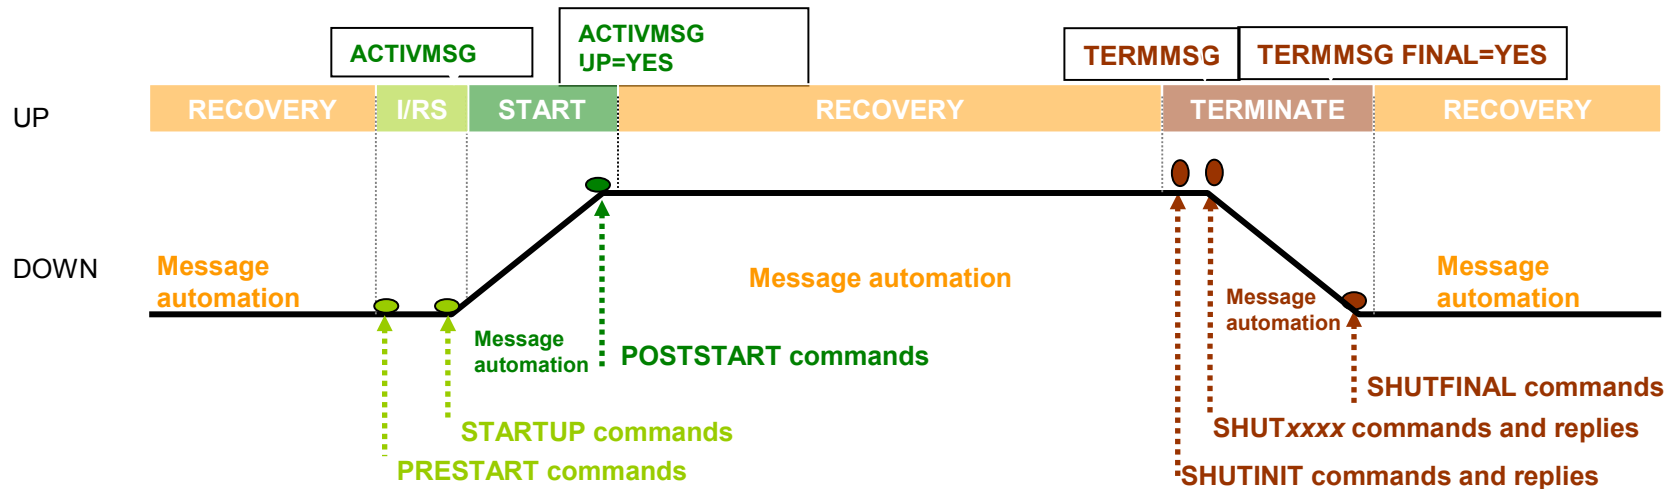 ACTIVMSG
ACTIVMSG
UP=YES
TERMMSG
TERMMSG FINAL=YES
UP
RECOVERY
I/RS
START
RECOVERY
TERMINATE
RECOVERY
DOWN
Message
automation
Message automation
Message
automation
Message
automation
Message
automation
POSTSTART commands
SHUTFINAL commands
STARTUP commands
SHUTxxxx commands and replies
PRESTART commands
SHUTINIT commands and replies